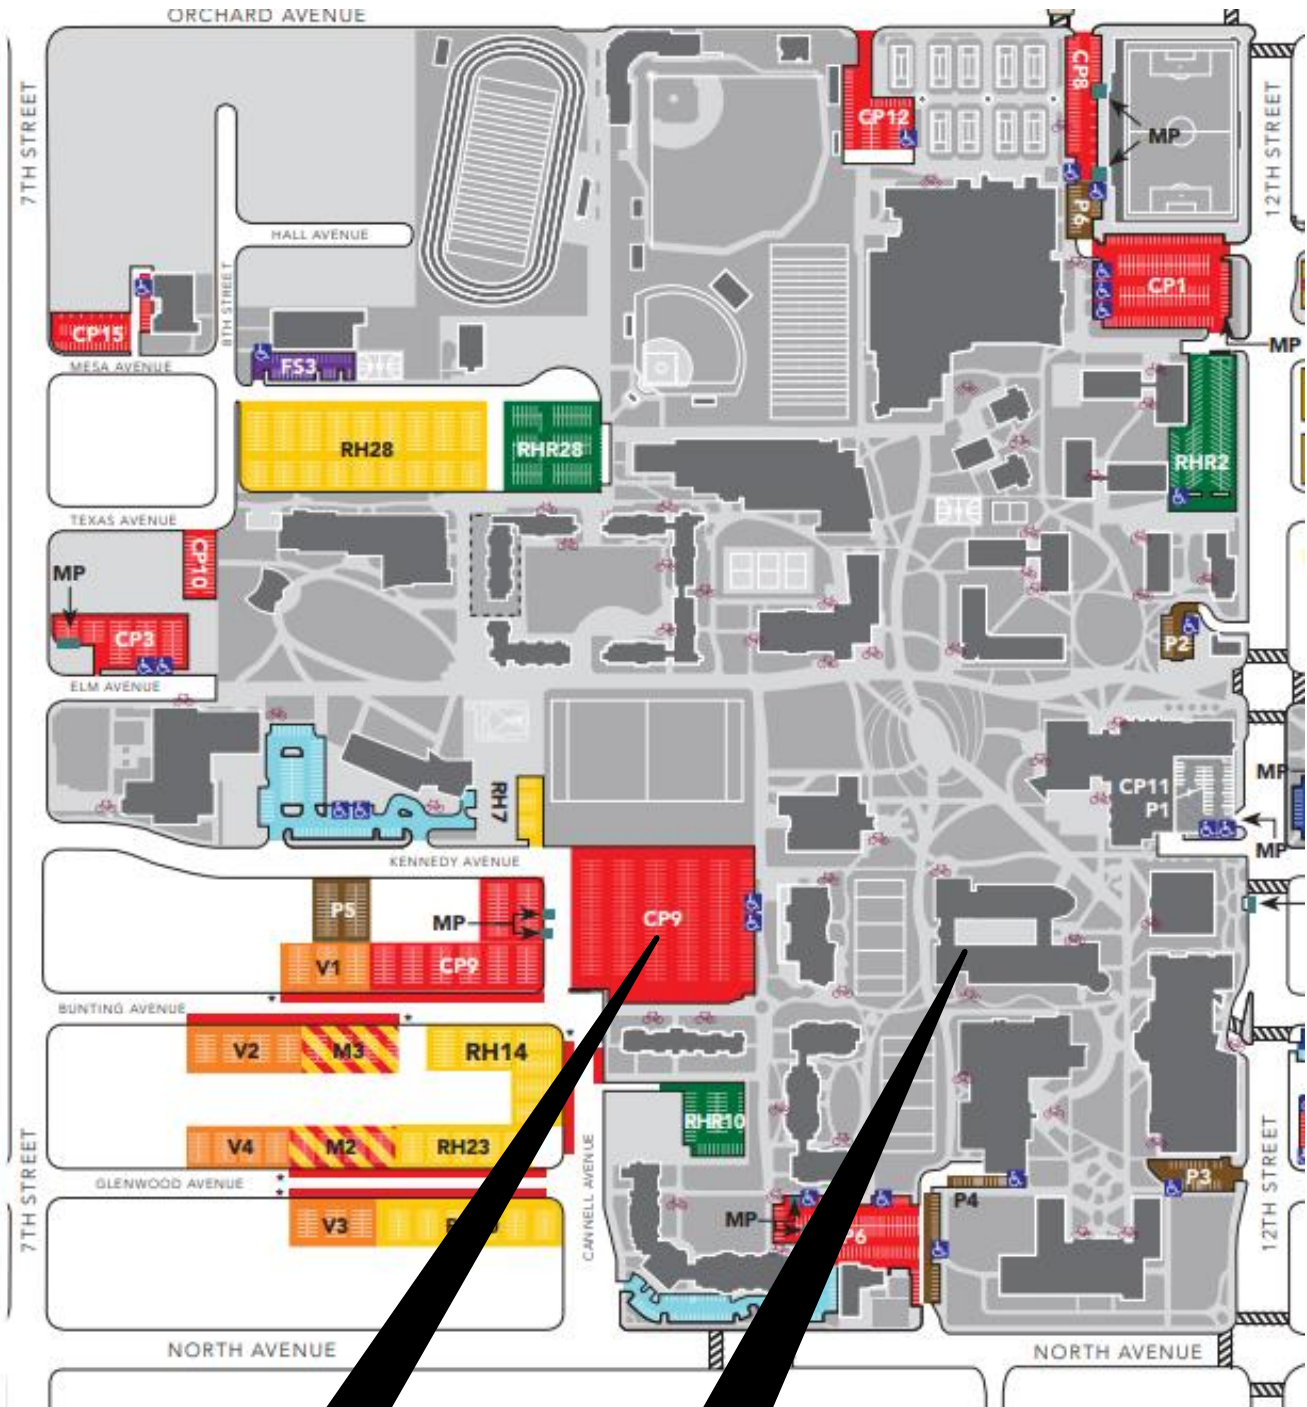 ORCHARD AVENUE
7TH STREET
12TH STREET
CP8
CP12
MP
P6
HALL AVENUE
8TH STREET
CP1
CP15
MP
MESA AVENUE
FS3
RH28
RHR28
RHR2
TEXAS AVENUE
CP10
MP
CP3
P2
ELM AVENUE
MP
RH7
CP11
P1
MP
KENNEDY AVENUE
P5
MP
CP9
CP9
V1
BUNTING AVENUE
V2
M3
RH14
RHR10
V4
M2
RH23
7TH STREET
12TH STREET
CANNELL AVENUE
GLENWOOD AVENUE
P3
P4
V3
MP
P6
NORTH AVENUE
NORTH AVENUE